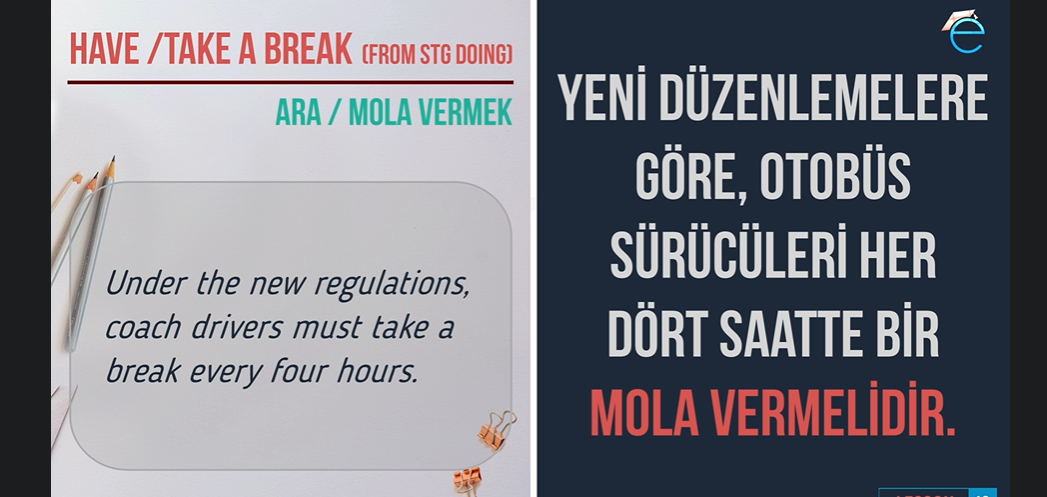 HAVE /TAKE A BREAK (FROM STG DOING)
ARA / MOLA VERMEK
Under the new regulations,
coach drivers must take a
break every four hours.
YENİ DÜZENLEMELERE
GÖRE, OTOBÜS
SÜRÜCÜLERİ HER
DÖRT SAATTE BİR
MOLA VERMELİDİR.